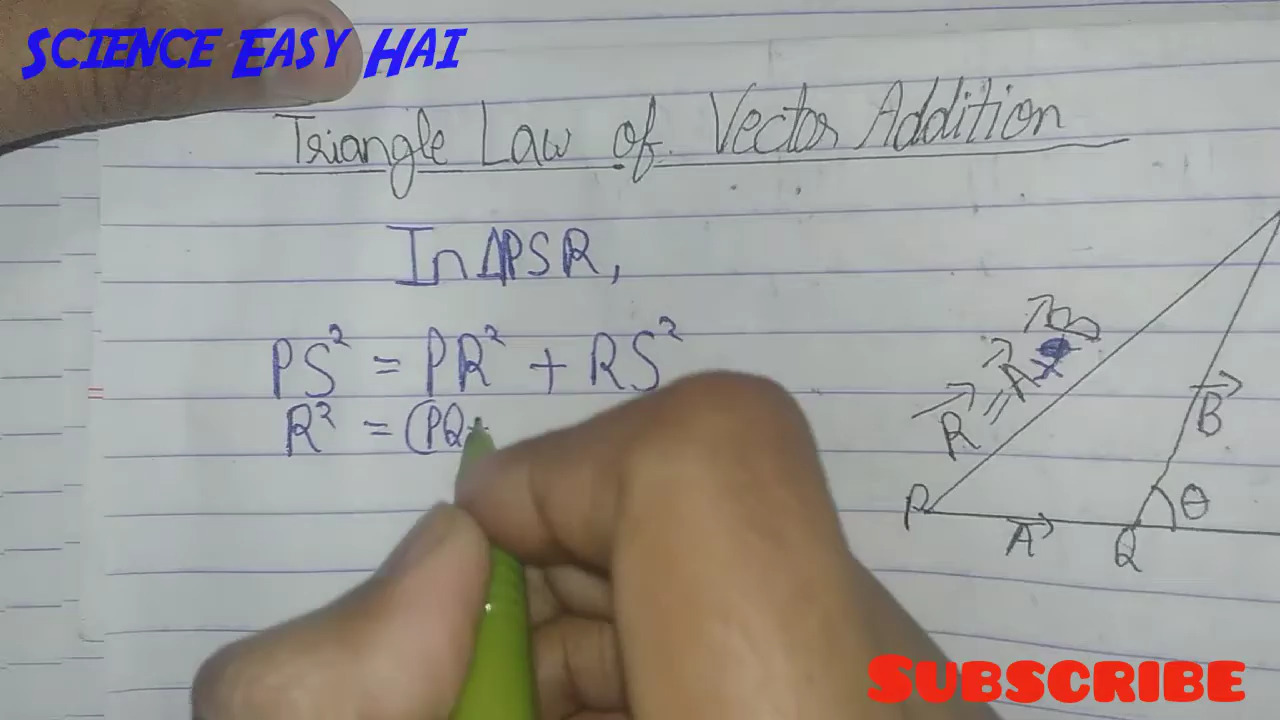 SCIENCE EASY HAI
Triangle Law of Vector Addition
In ΔPSR,
PS² = PR² + RS²
R² = (PQ+
R⃗ = A⃗ + B⃗
B⃗
P
θ
A⃗
Q
SUBSCRIBE